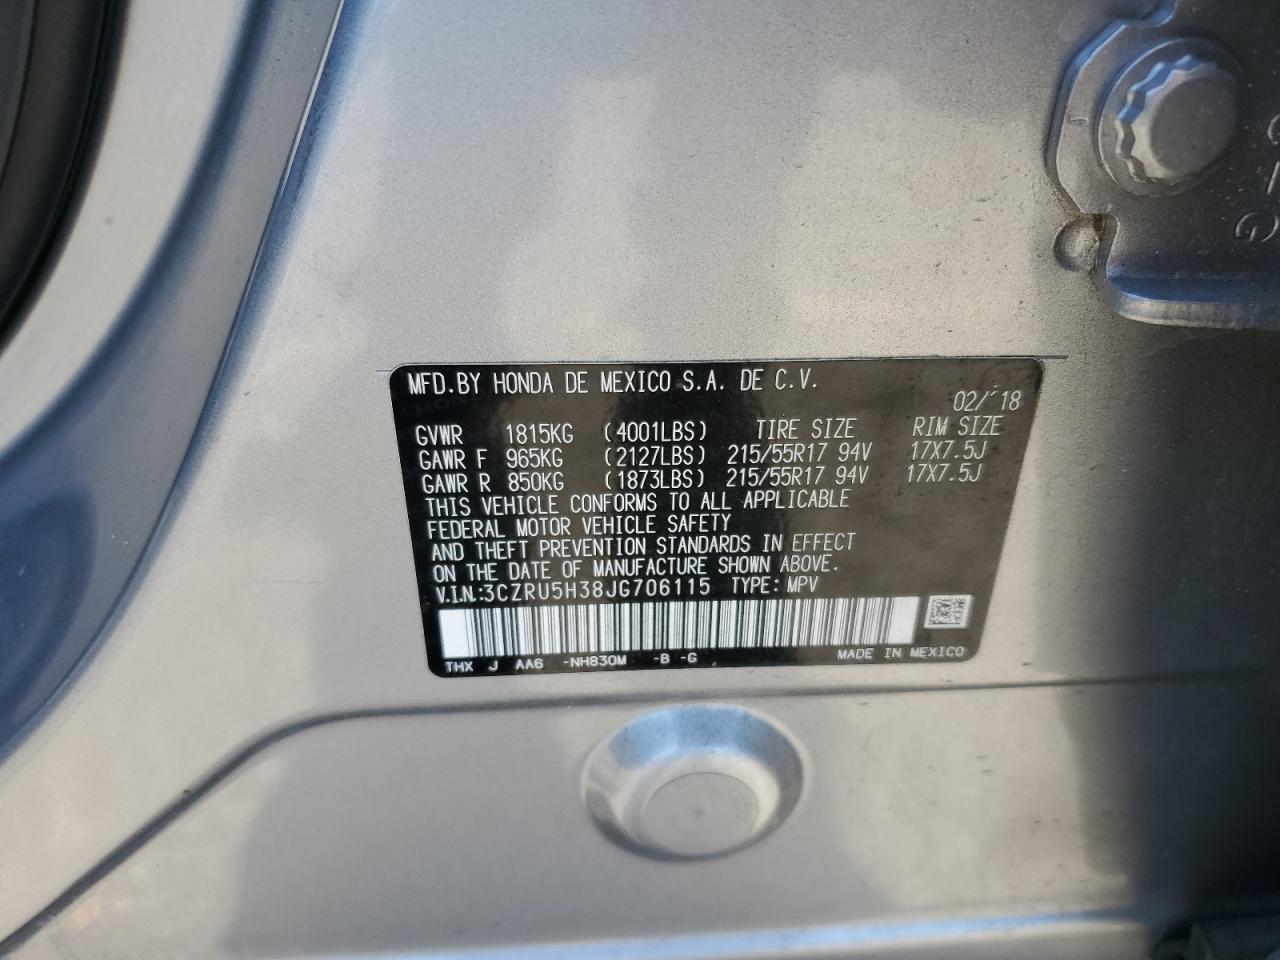 MFD.BY HONDA DE MEXICO S.A. DE C.V.
02/'18
GVWR 1815KG (4001LBS) TIRE SIZE RIM SIZE
GAWR F 965KG (2127LBS) 215/55R17 94V 17X7.5J
GAWR R 850KG (1873LBS) 215/55R17 94V 17X7.5J
THIS VEHICLE CONFORMS TO ALL APPLICABLE
FEDERAL MOTOR VEHICLE SAFETY
AND THEFT PREVENTION STANDARDS IN EFFECT
ON THE DATE OF MANUFACTURE SHOWN ABOVE.
V.I.N.:3CZRU5H38JG706115 TYPE: MPV
THX J AA6 -NH830M -B -G MADE IN MEXICO